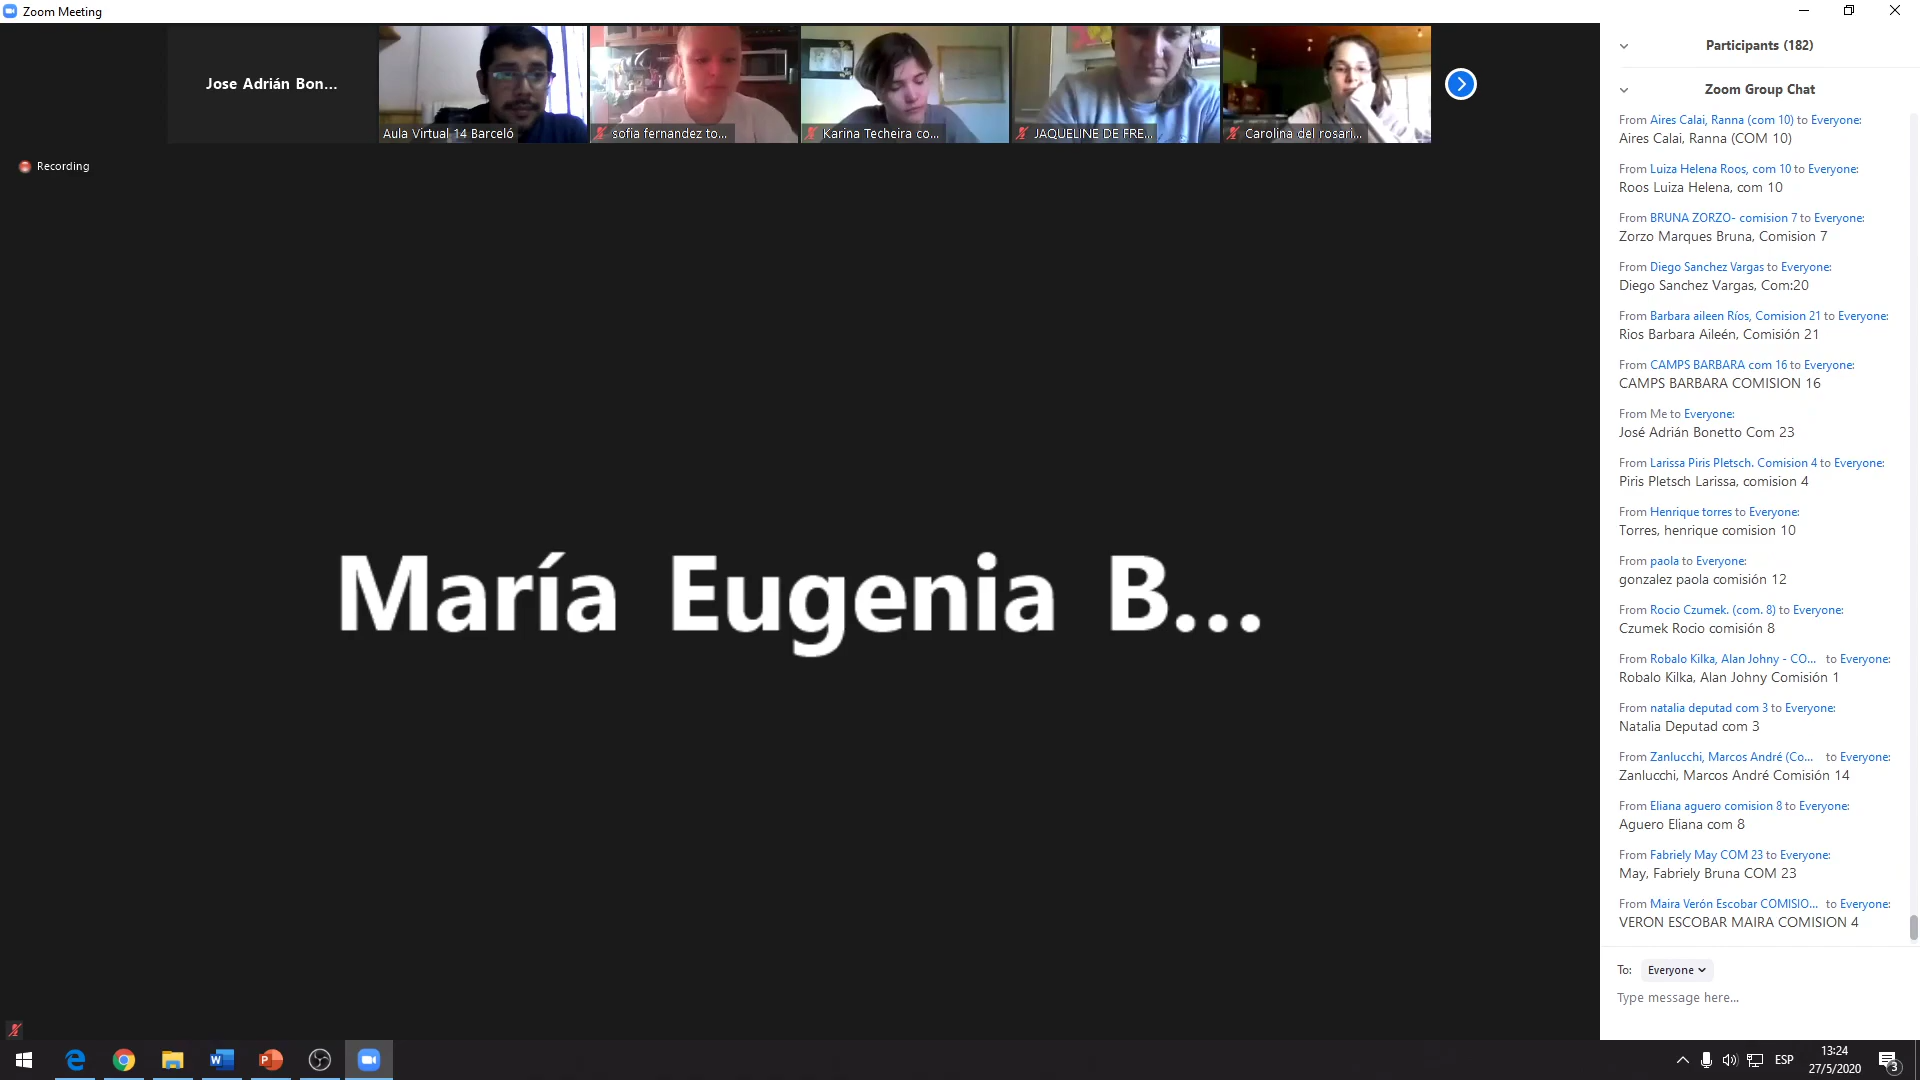 Zoom Meeting
Jose Adrián Bon...
Aula Virtual 14 Barceló
sofia fernandez to...
Karina Techeira co...
JAQUELINE DE FRE...
Carolina del rosari...
Recording
María Eugenia B...
Participants (182)
Zoom Group Chat
From Aires Calai, Ranna (com 10) to Everyone:
Aires Calai, Ranna (COM 10)
From Luiza Helena Roos, com 10 to Everyone:
Roos Luiza Helena, com 10
From BRUNA ZORZO- comision 7 to Everyone:
Zorzo Marques Bruna, Comision 7
From Diego Sanchez Vargas to Everyone:
Diego Sanchez Vargas, Com:20
From Barbara aileen Ríos, Comision 21 to Everyone:
Rios Barbara Aileén, Comisión 21
From CAMPS BARBARA com 16 to Everyone:
CAMPS BARBARA COMISION 16
From Me to Everyone:
José Adrián Bonetto Com 23
From Larissa Piris Pletsch. Comision 4 to Everyone:
Piris Pletsch Larissa, comision 4
From Henrique torres to Everyone:
Torres, henrique comision 10
From paola to Everyone:
gonzalez paola comisión 12
From Rocio Czumek. (com. 8) to Everyone:
Czumek Rocio comisión 8
From Robalo Kilka, Alan Johny - CO... to Everyone:
Robalo Kilka, Alan Johny Comisión 1
From natalia deputad com 3 to Everyone:
Natalia Deputad com 3
From Zanlucchi, Marcos André (Co... to Everyone:
Zanlucchi, Marcos André Comisión 14
From Eliana aguero comision 8 to Everyone:
Aguero Eliana com 8
From Fabriely May COM 23 to Everyone:
May, Fabriely Bruna COM 23
From Maira Verón Escobar COMISIO... to Everyone:
VERON ESCOBAR MAIRA COMISION 4
To: Everyone
Type message here...
ESP
13:24
27/5/2020
3